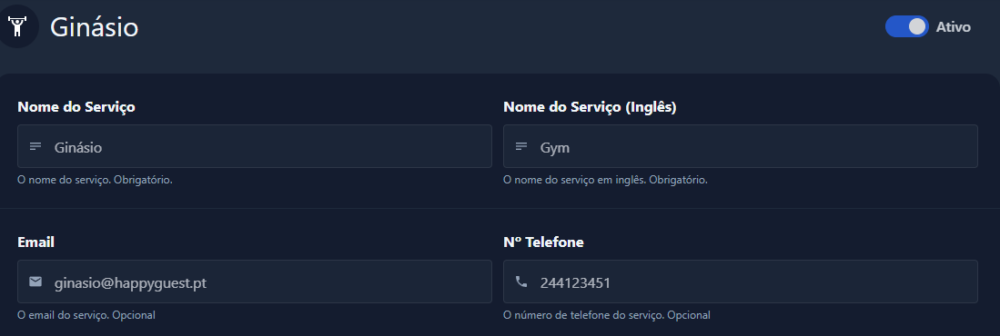 Ginásio
Ativo
Nome do Serviço
Nome do Serviço (Inglês)
Ginásio
Gym
O nome do serviço. Obrigatório.
O nome do serviço em inglês. Obrigatório.
Email
Nº Telefone
ginasio@happyguest.pt
244123451
O email do serviço. Opcional
O número de telefone do serviço. Opcional